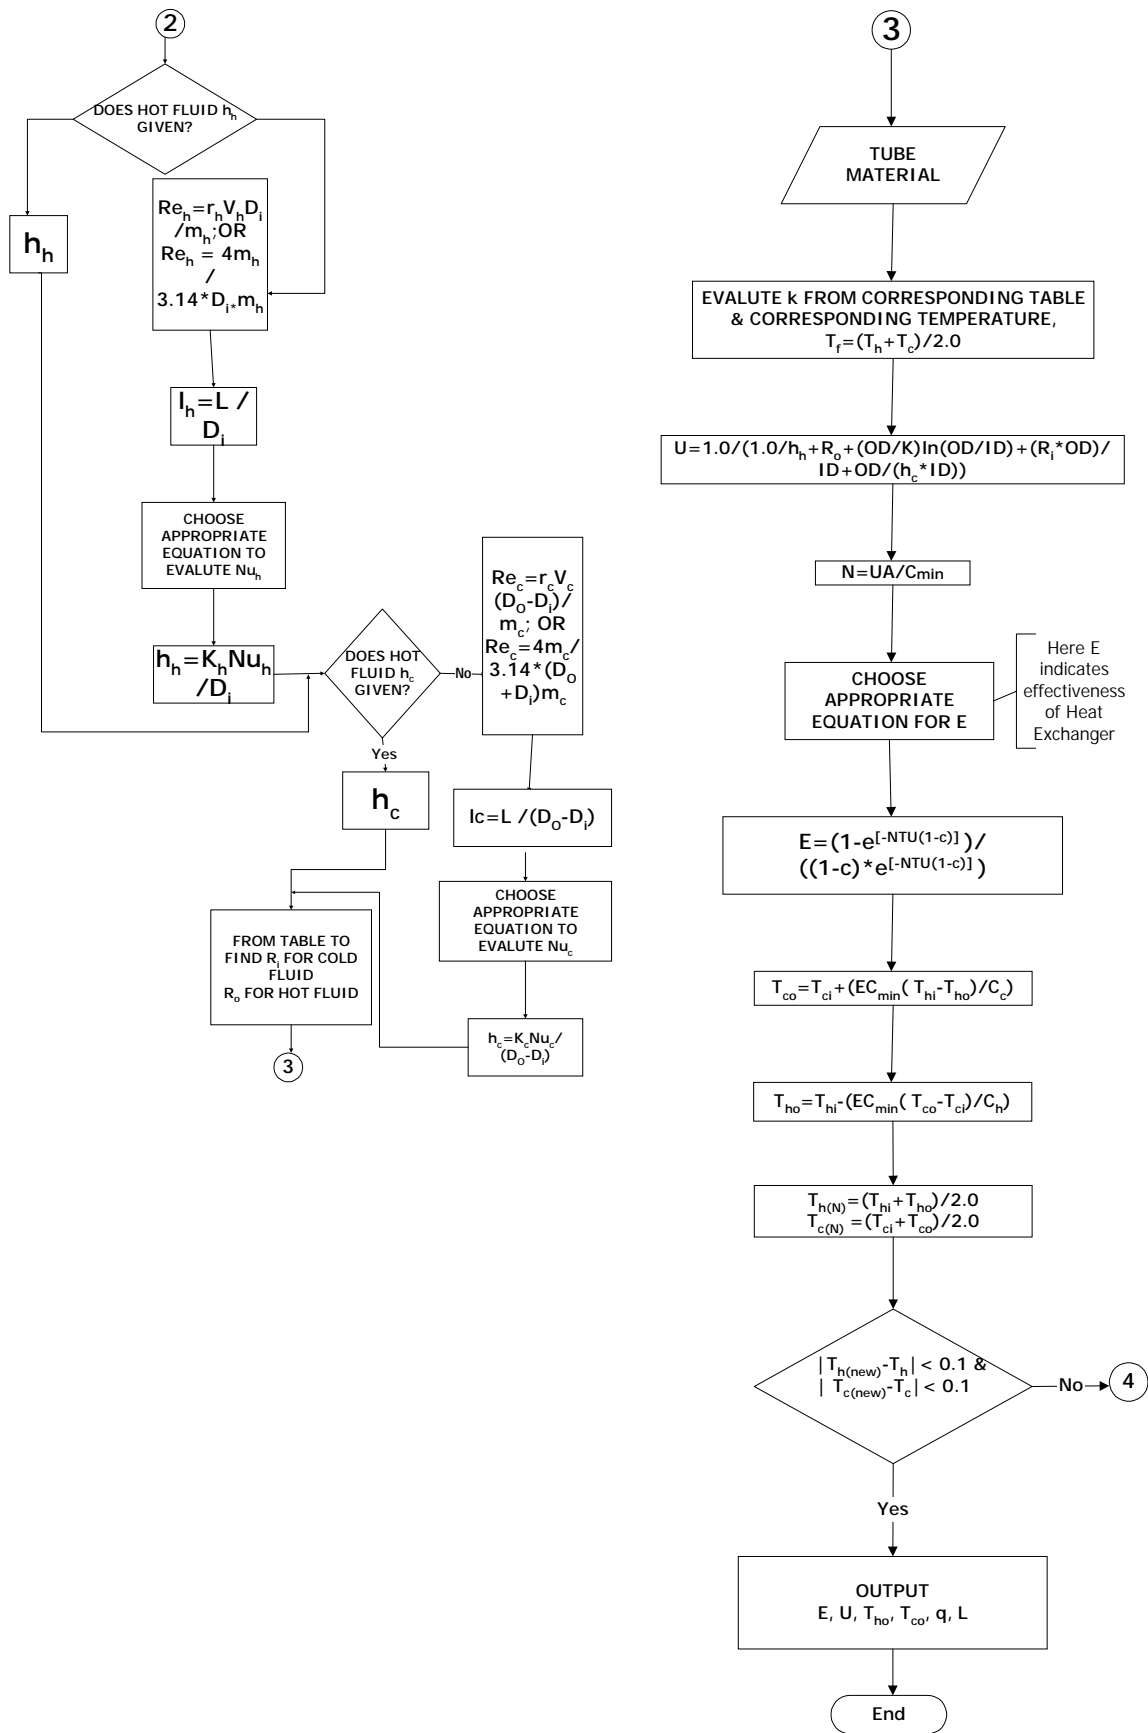 2
DOES HOT FLUID h_h
GIVEN?
h_h
Re_h=r_hV_hD_i
/m_h;OR
Re_h = 4m_h
/
3.14*D_i*m_h
l_h=L /
D_i
CHOOSE
APPROPRIATE
EQUATION TO
EVALUTE Nu_h
h_h=K_hNu_h
/D_i
DOES HOT
FLUID h_c
GIVEN?
No
Yes
Re_c=r_cV_c
(D_O-D_i)/
m_c; OR
Re_c=4m_c/
3.14*(D_O
+D_i)m_c
h_c
lc=L /(D_O-D_i)
CHOOSE
APPROPRIATE
EQUATION TO
EVALUTE Nu_c
h_c=K_cNu_c/
(D_O-D_i)
FROM TABLE TO
FIND R_i FOR COLD
FLUID
R_o FOR HOT FLUID
3
3
TUBE
MATERIAL
EVALUTE k FROM CORRESPONDING TABLE
& CORRESPONDING TEMPERATURE,
T_f=(T_h+T_c)/2.0
U=1.0/(1.0/h_h+R_o+(OD/K)ln(OD/ID)+(R_i*OD)/
ID+OD/(h_c*ID))
N=UA/Cmin
CHOOSE
APPROPRIATE
EQUATION FOR E
Here E
indicates
effectiveness
of Heat
Exchanger
E=(1-e^[-NTU(1-c)])/
((1-c)*e^[-NTU(1-c)])
T_co=T_ci+(EC_min(T_hi-T_ho)/C_c)
T_ho=T_hi-(EC_min(T_co-T_ci)/C_h)
T_h(N)=(T_hi+T_ho)/2.0
T_c(N)=(T_ci+T_co)/2.0
|T_h(new)-T_h|< 0.1 &
| T_c(new)-T_c|< 0.1
No
4
Yes
OUTPUT
E, U, T_ho, T_co, q, L
End